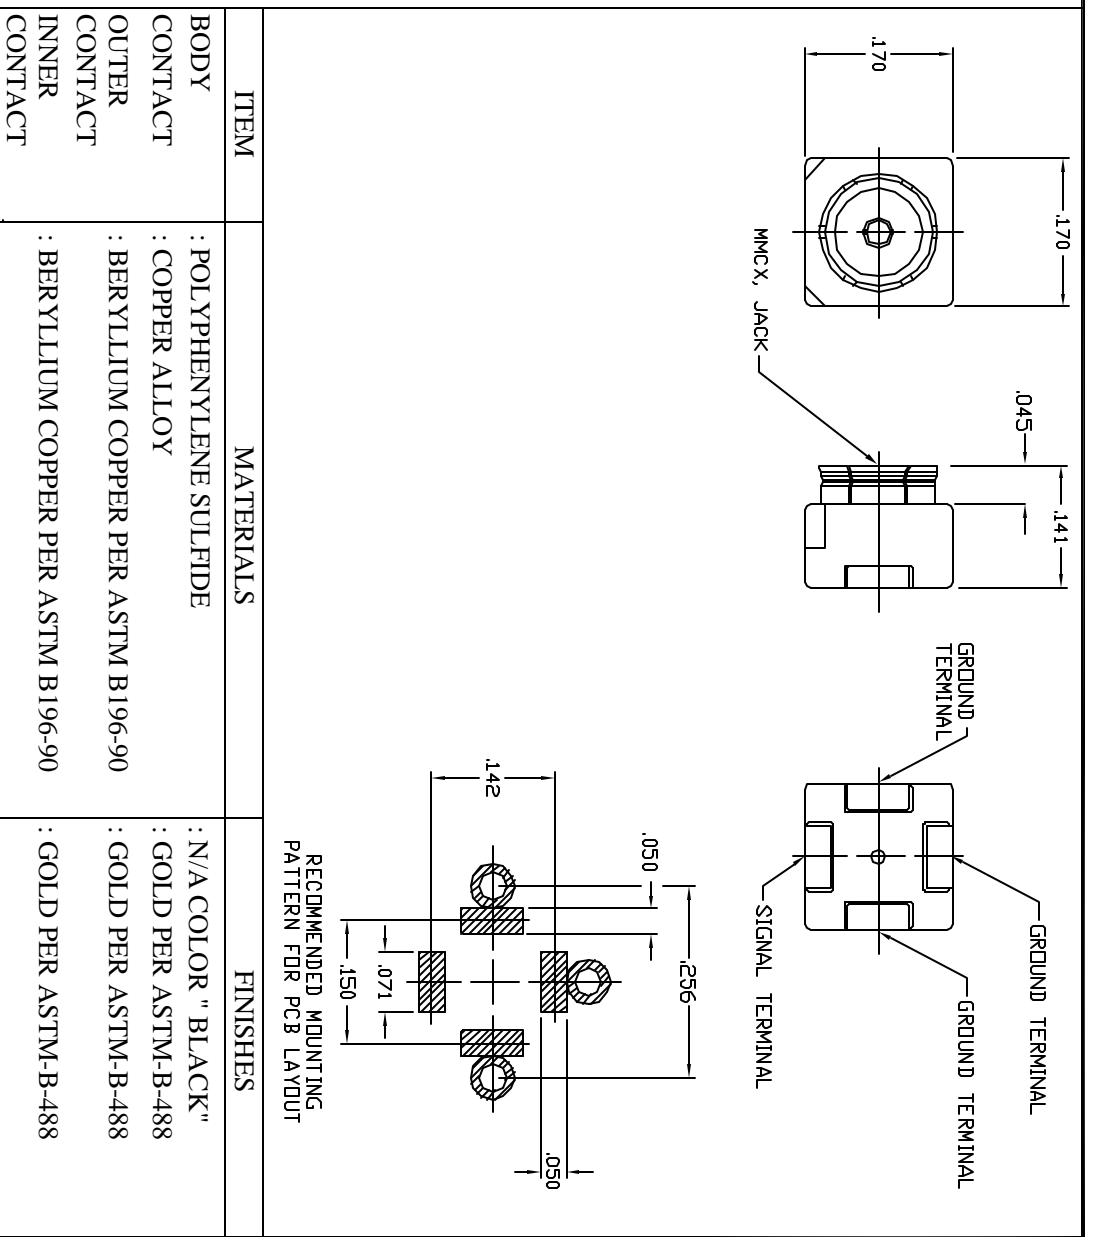 .170
.170
MMCX, JACK
.045
.141
GROUND
TERMINAL
GROUND TERMINAL
GROUND TERMINAL
SIGNAL TERMINAL
.256
.050
.142
.050
.071
.150
RECOMMENDED MOUNTING
PATTERN FOR PCB LAYOUT
ITEM MATERIALS FINISHES
BODY : POLYPHENYLENE SULFIDE : N/A COLOR " BLACK"
CONTACT : COPPER ALLOY : GOLD PER ASTM-B-488
OUTER : BERYLLIUM COPPER PER ASTM B196-90 : GOLD PER ASTM-B-488
CONTACT
INNER : BERYLLIUM COPPER PER ASTM B196-90 : GOLD PER ASTM-B-488
CONTACT